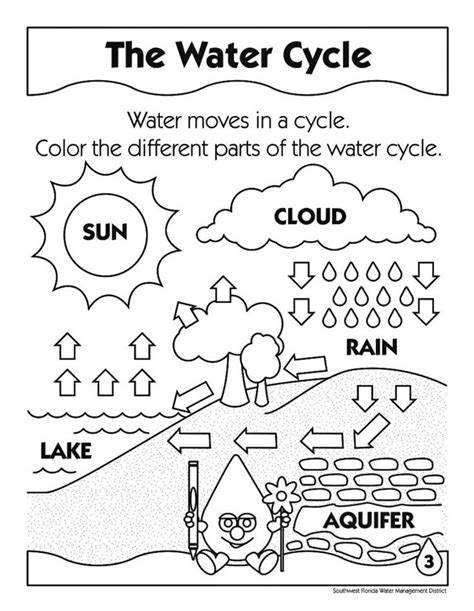 The Water Cycle
Water moves in a cycle.
Color the different parts of the water cycle.
SUN
CLOUD
RAIN
LAKE
AQUIFER
3
Southwest Florida Water Management District